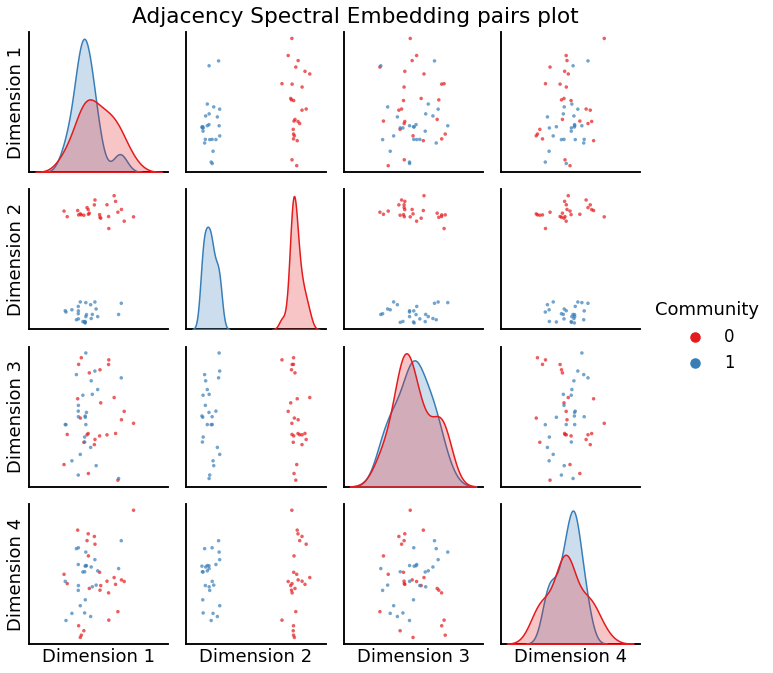 Adjacency Spectral Embedding pairs plot
Dimension 1
Dimension 2
Dimension 3
Dimension 4
Community
0
1
Dimension 1
Dimension 2
Dimension 3
Dimension 4